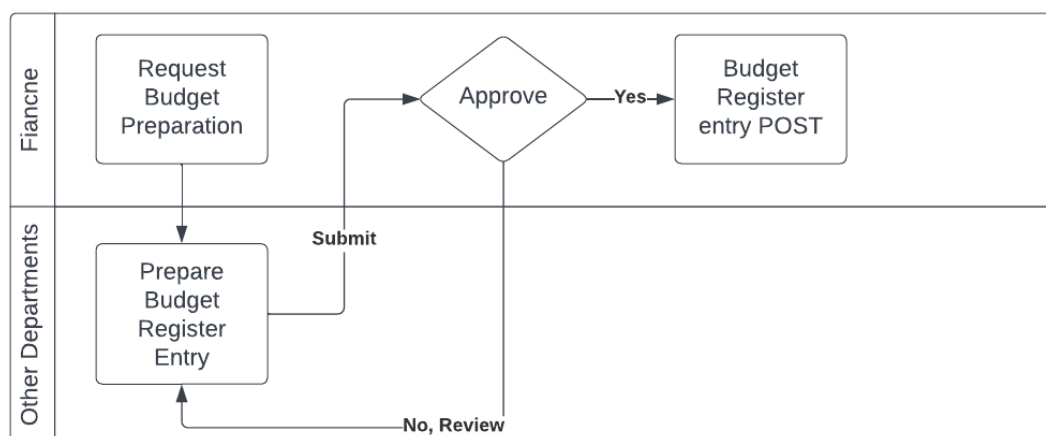 Fiancne
Request
Budget
Preparation
Approve
Yes
Budget
Register
entry POST
Other Departments
Submit
Prepare
Budget
Register
Entry
No, Review